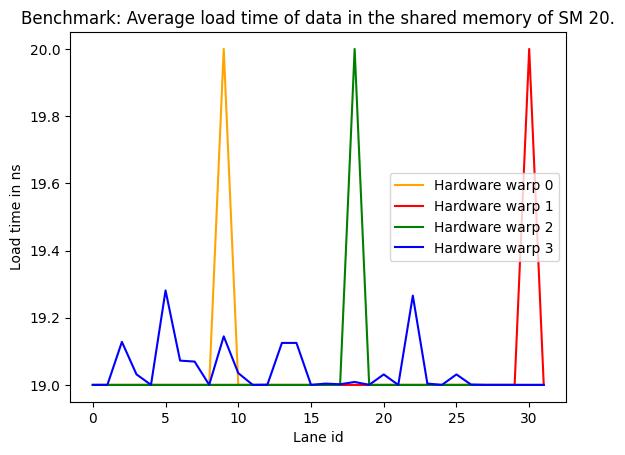 Benchmark: Average load time of data in the shared memory of SM 20.
20.0
19.8
19.6
19.4
19.2
19.0
Load time in ns
Hardware warp 0
Hardware warp 1
Hardware warp 2
Hardware warp 3
0 5 10 15 20 25 30
Lane id